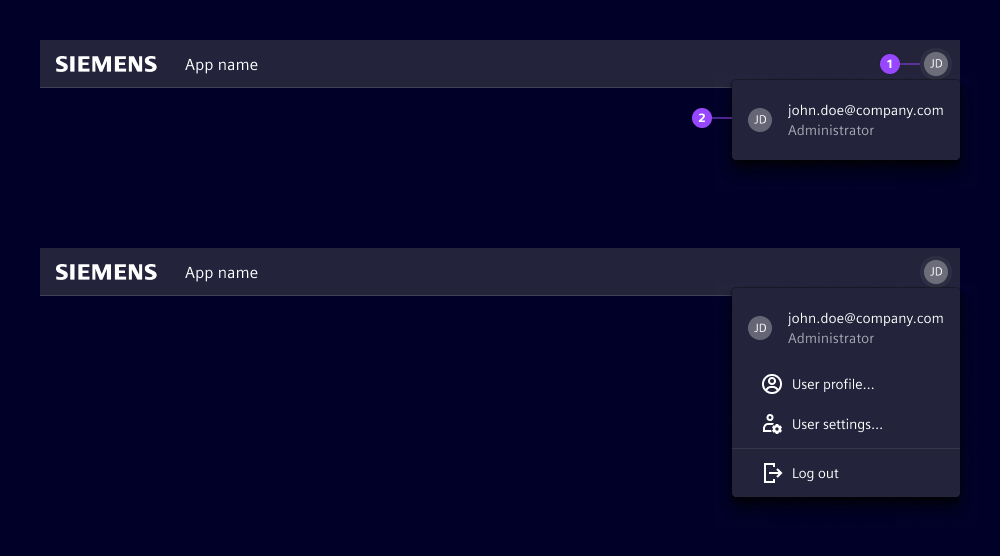 SIEMENS App name 1 JD
2 JD john.doe@company.com
Administrator
SIEMENS App name JD
JD john.doe@company.com
Administrator
User profile...
User settings...
Log out